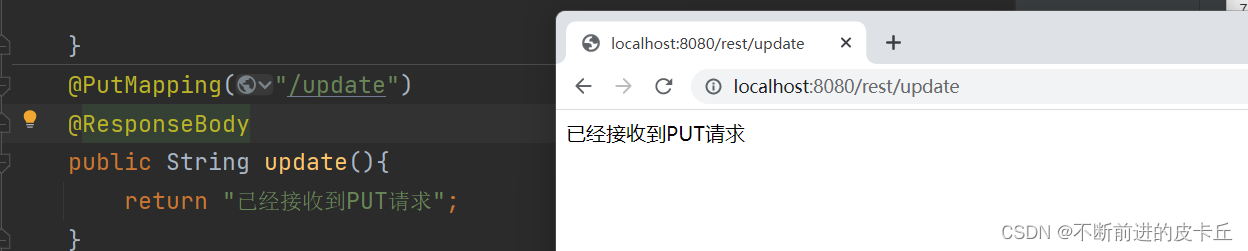 }
@PutMapping("/update")
@ResponseBody
public String update(){
return "已经接收到PUT请求";
}
7
localhost:8080/rest/update
localhost:8080/rest/update
已经接收到PUT请求
CSDN @不断前进的皮卡丘